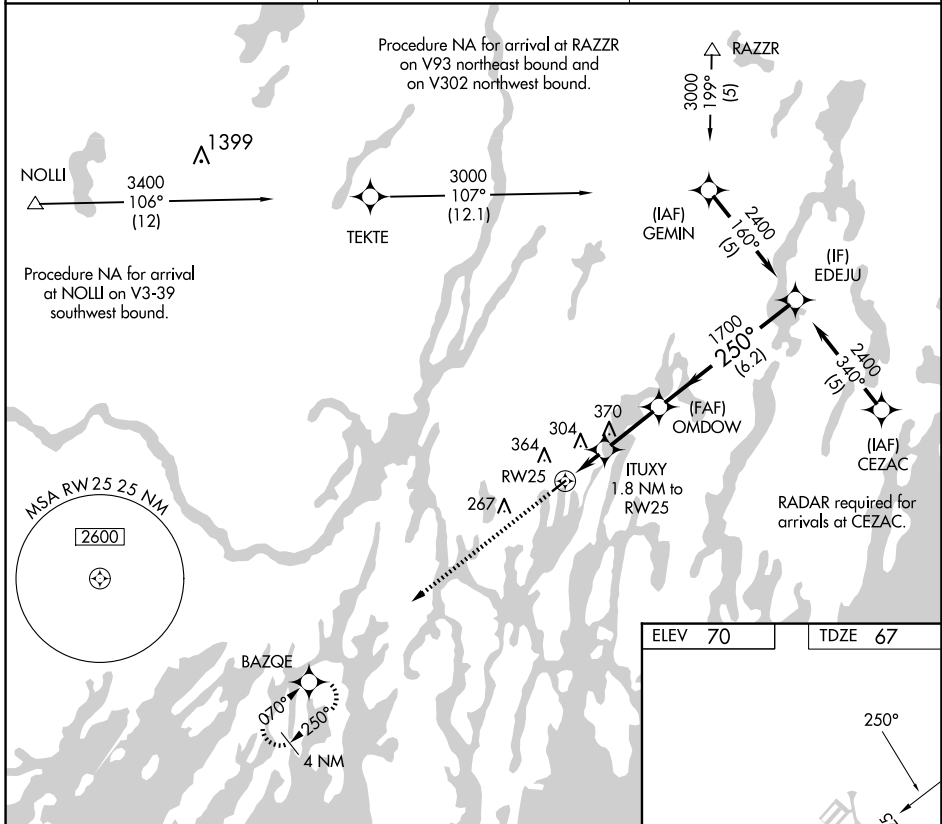 Procedure NA for arrival at RAZZR
on V93 northeast bound and
on V302 northwest bound.
RAZZR
3000
199°
(5)
1399
NOLLI
3400
106°
(12)
3000
107°
(12.1)
TEKTE
(IAF)
GEMIN
2400
160°
(5)
(IF)
EDEJU
Procedure NA for arrival
at NOLLI on V3-39
southwest bound.
1700
250°
(6.2)
2400
340°
(5)
(FAF)
OMDOW
370
304
364
(IAF)
CEZAC
RW25
ITUXY
1.8 NM to
RW25
267
RADAR required for
arrivals at CEZAC.
MSA RW25 25 NM
2600
ELEV 70
TDZE 67
BAZQE
070°
250°
4 NM
250°